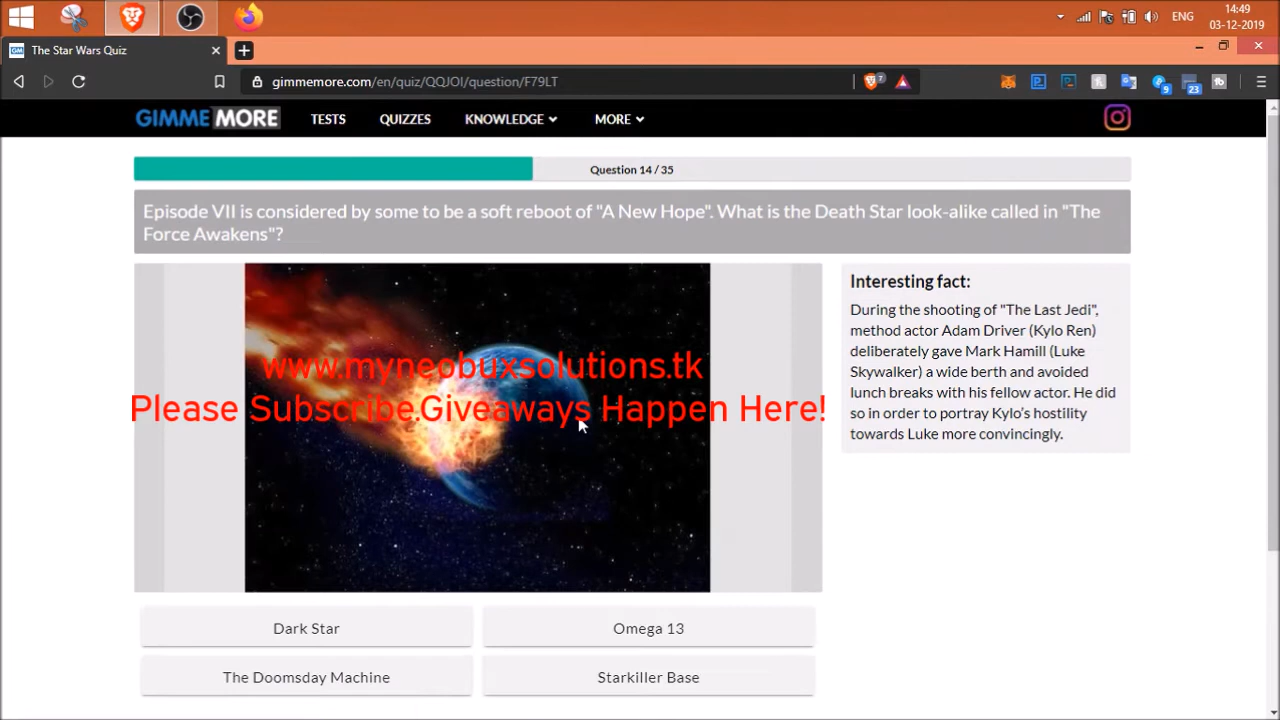 14:49
ENG
03-12-2019
The Star Wars Quiz
gimmemore.com/en/quiz/QQJOI/question/F79LT
7
9
23
GIMME MORE
TESTS
QUIZZES
KNOWLEDGE
MORE
Question 14 / 35
Episode VII is considered by some to be a soft reboot of "A New Hope". What is the Death Star look-alike called in "The
Force Awakens"?
www.myneobuxsolutions.tk
Please Subscribe.Giveaways Happen Here!
Interesting fact:
During the shooting of "The Last Jedi",
method actor Adam Driver (Kylo Ren)
deliberately gave Mark Hamill (Luke
Skywalker) a wide berth and avoided
lunch breaks with his fellow actor. He did
so in order to portray Kylo's hostility
towards Luke more convincingly.
Dark Star
Omega 13
The Doomsday Machine
Starkiller Base